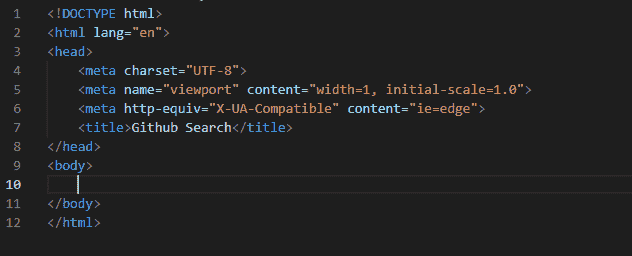 1 <!DOCTYPE html>
2 <html lang="en">
3 <head>
4     <meta charset="UTF-8">
5     <meta name="viewport" content="width=1, initial-scale=1.0">
6     <meta http-equiv="X-UA-Compatible" content="ie=edge">
7     <title>Github Search</title>
8 </head>
9 <body>
10
11 </body>
12 </html>